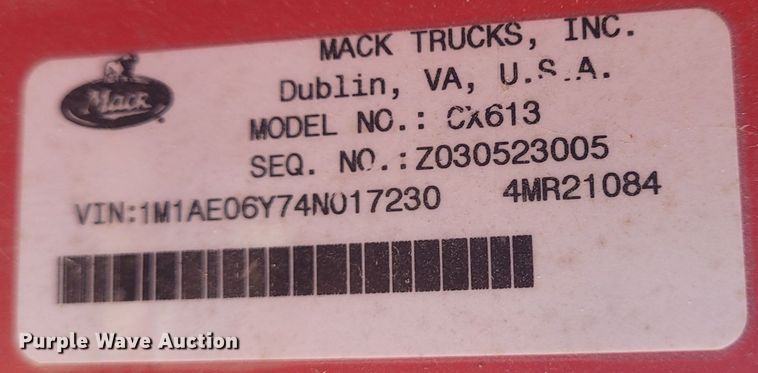 MACK TRUCKS, INC.
Mack
Dublin, VA, U.S.A.
MODEL NO.: CX613
SEQ. NO.:Z030523005
VIN:1M1AE06Y74N017230 4MR21084
Purple Wave Auction